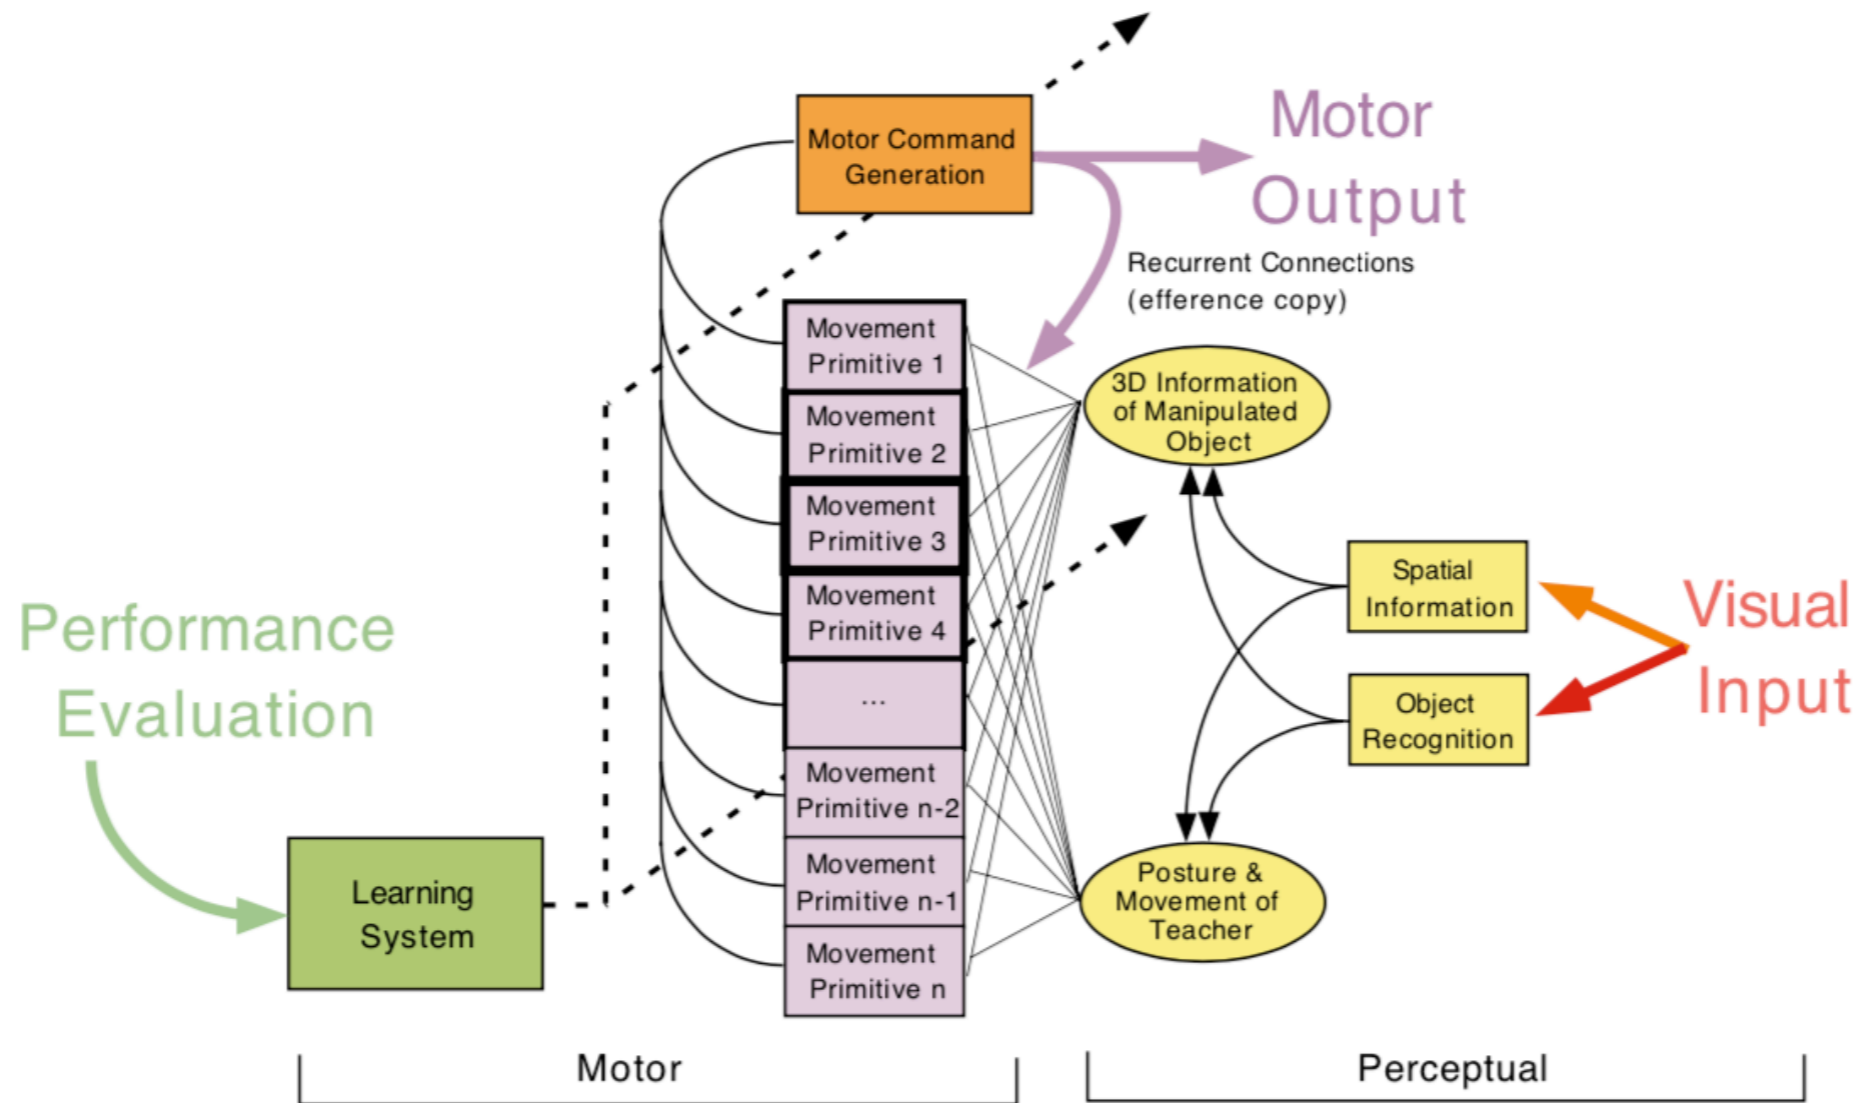 Motor Command
Generation
Motor
Output
Recurrent Connections
(efference copy)
Movement
Primitive 1
Movement
Primitive 2
Movement
Primitive 3
Movement
Primitive 4
...
Movement
Primitive n-2
Movement
Primitive n-1
Movement
Primitive n
3D Information
of Manipulated
Object
Spatial
Information
Object
Recognition
Visual
Input
Posture &
Movement of
Teacher
Performance
Evaluation
Learning
System
Motor
Perceptual